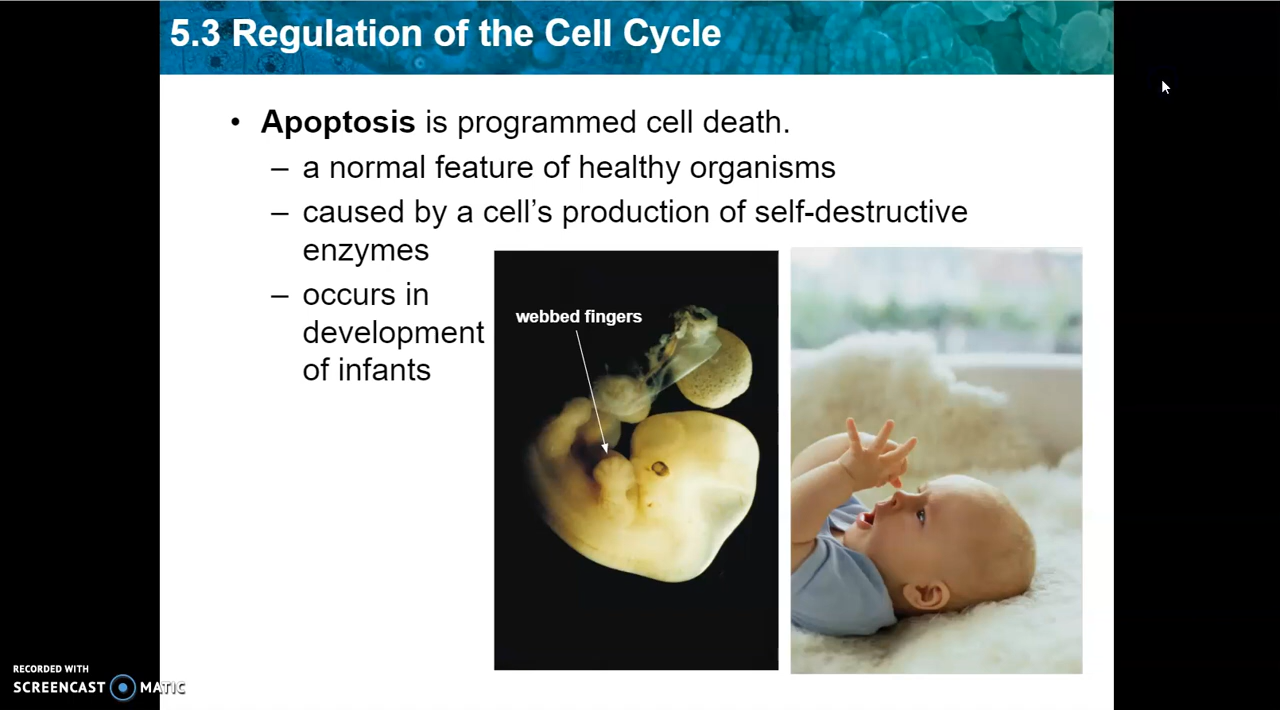 5.3 Regulation of the Cell Cycle
• Apoptosis is programmed cell death.
– a normal feature of healthy organisms
– caused by a cell’s production of self-destructive
enzymes
– occurs in
development
of infants
webbed fingers
RECORDED WITH
SCREENCAST MATIC